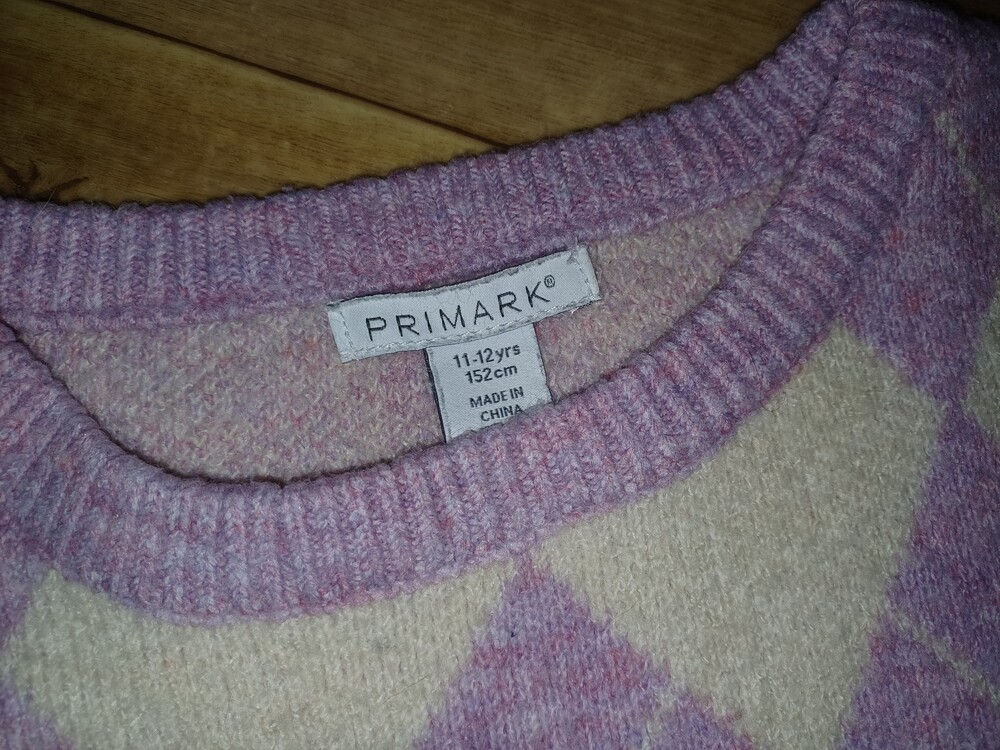 PRIMARK®
11-12yrs
152cm
MADE IN
CHINA